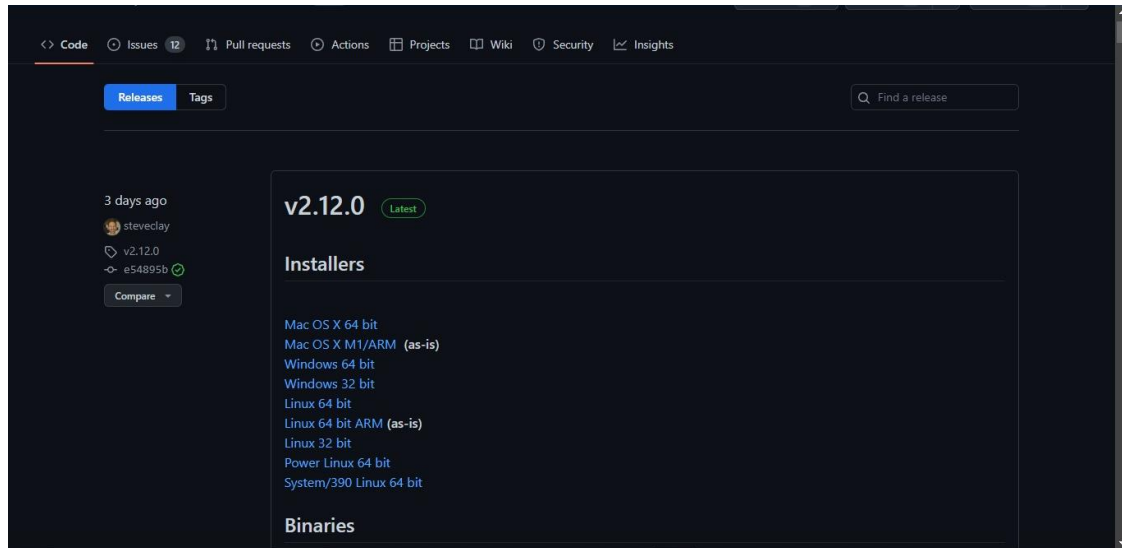 Code Issues 12 Pull requests Actions Projects Wiki Security Insights
Releases Tags
Find a release
3 days ago
steveclay
v2.12.0
e54895b
Compare
v2.12.0 Latest
Installers
Mac OS X 64 bit
Mac OS X M1/ARM (as-is)
Windows 64 bit
Windows 32 bit
Linux 64 bit
Linux 64 bit ARM (as-is)
Linux 32 bit
Power Linux 64 bit
System/390 Linux 64 bit
Binaries